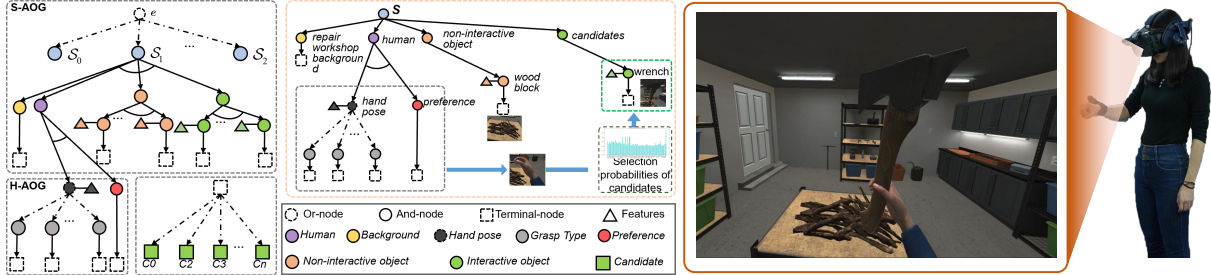 S-AOG
e
...
S0
S1
S2
...
...
H-AOG
...
...
C0
C2
C3
Cn
S
repair
workshop
backgroun
d
human
non-interactive
object
candidates
wrench
wood
block
hand
pose
preference
...
...
Selection
probabilities of
candidates
Or-node
And-node
Terminal-node
Features
Human
Background
Hand pose
Grasp Type
Preference
Non-interactive object
Interactive object
Candidate